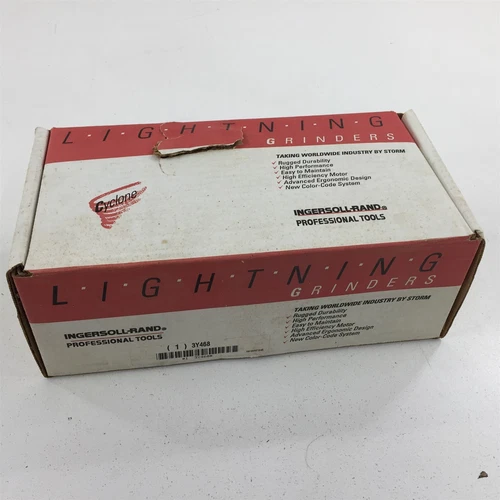 L·I·G·H·T·N·I·N·G
GRINDERS
TAKING WORLDWIDE INDUSTRY BY STORM
✓ Rugged Durability
✓ High Performance
✓ Easy to Maintain
✓ High Efficiency Motor
✓ Advanced Ergonomic Design
✓ New Color-Code System
Cyclone
INGERSOLL-RAND®
PROFESSIONAL TOOLS
L·I·G·H·T·N·I·N·G
GRINDERS
TAKING WORLDWIDE INDUSTRY BY STORM
✓ Rugged Durability
✓ High Performance
✓ Easy to Maintain
✓ High Efficiency Motor
✓ Advanced Ergonomic Design
✓ New Color-Code System
INGERSOLL-RAND®
PROFESSIONAL TOOLS
(1) 3Y468